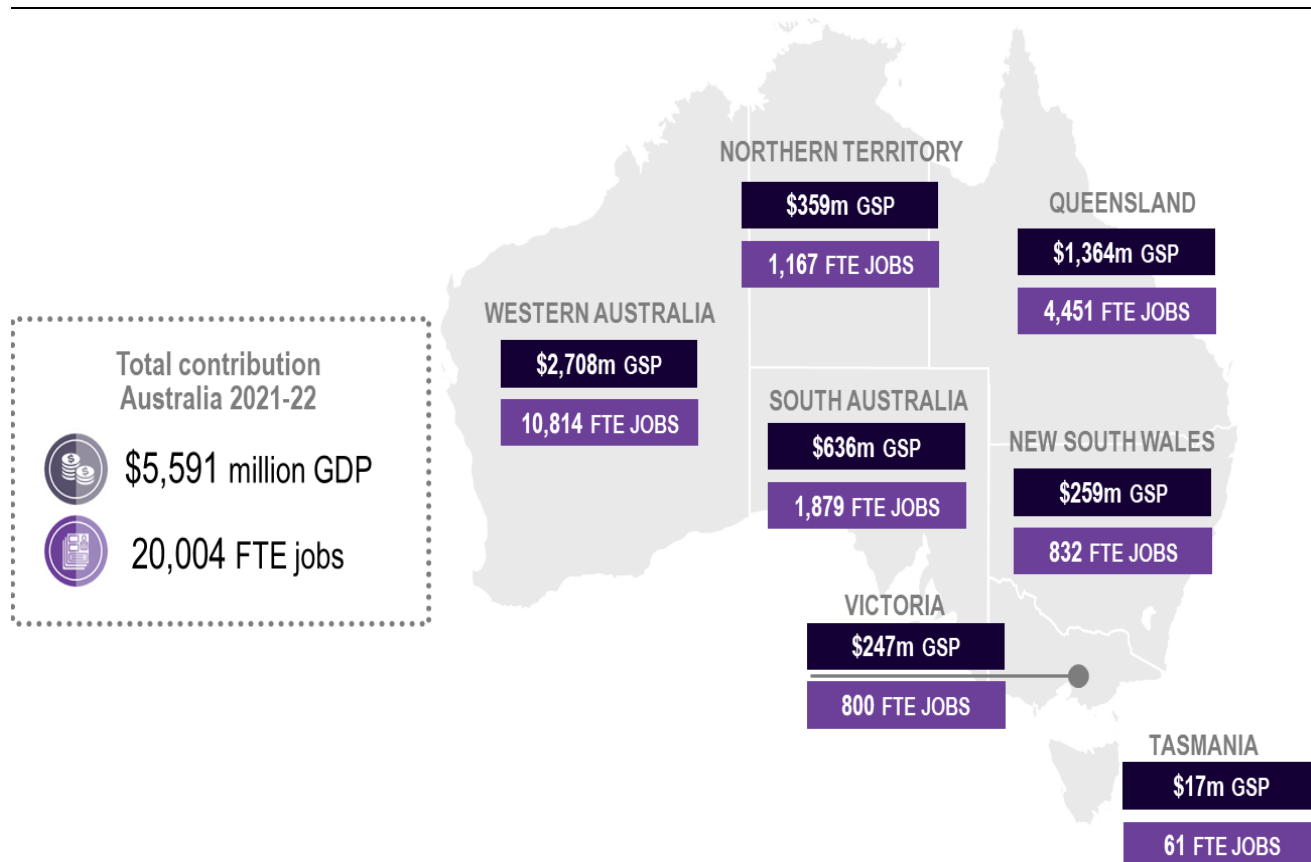 Total contribution
Australia 2021-22
$5,591 million GDP
20,004 FTE jobs
NORTHERN TERRITORY
$359m GSP
1,167 FTE JOBS
QUEENSLAND
$1,364m GSP
4,451 FTE JOBS
WESTERN AUSTRALIA
$2,708m GSP
10,814 FTE JOBS
SOUTH AUSTRALIA
$636m GSP
1,879 FTE JOBS
NEW SOUTH WALES
$259m GSP
832 FTE JOBS
VICTORIA
$247m GSP
800 FTE JOBS
TASMANIA
$17m GSP
61 FTE JOBS